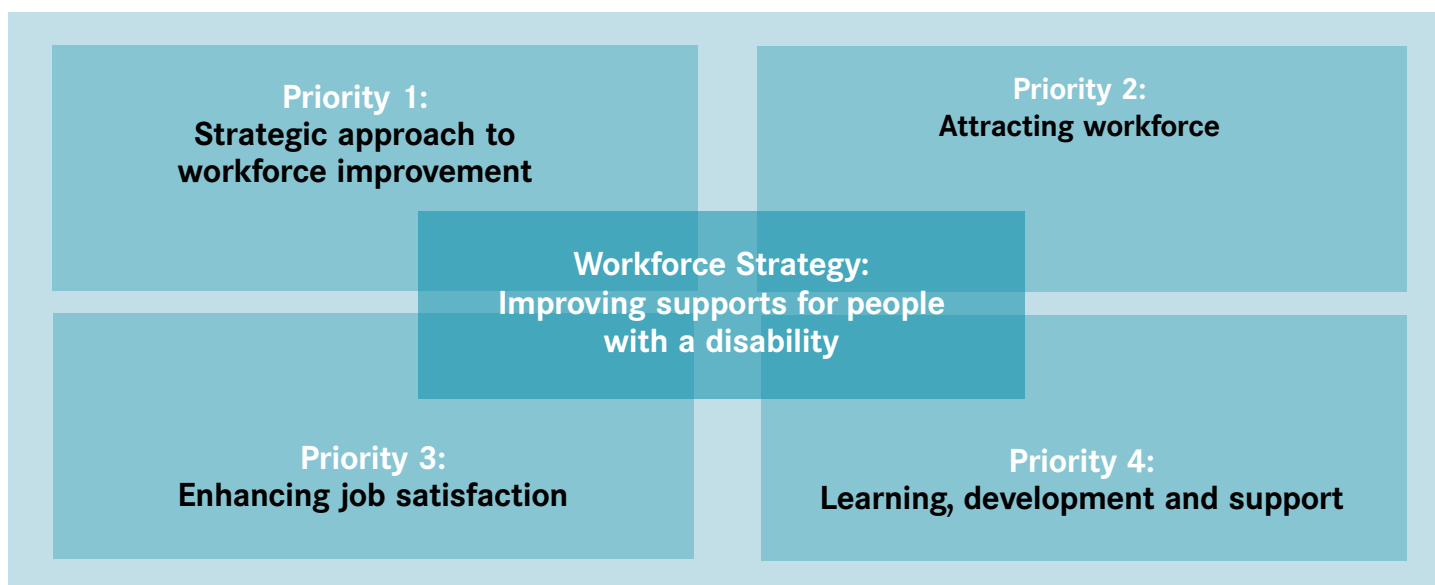 Priority 1:
Strategic approach to
workforce improvement
Priority 2:
Attracting workforce
Workforce Strategy:
Improving supports for people
with a disability
Priority 3:
Enhancing job satisfaction
Priority 4:
Learning, development and support